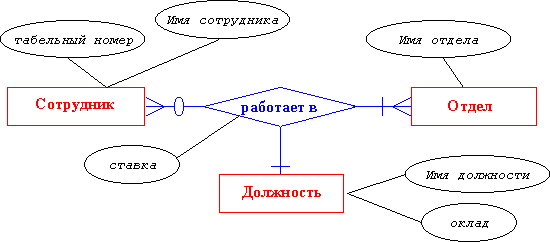 Имя сотрудника
табельный номер
Имя отдела
Сотрудник
работает в
Отдел
ставка
Должность
Имя должности
оклад